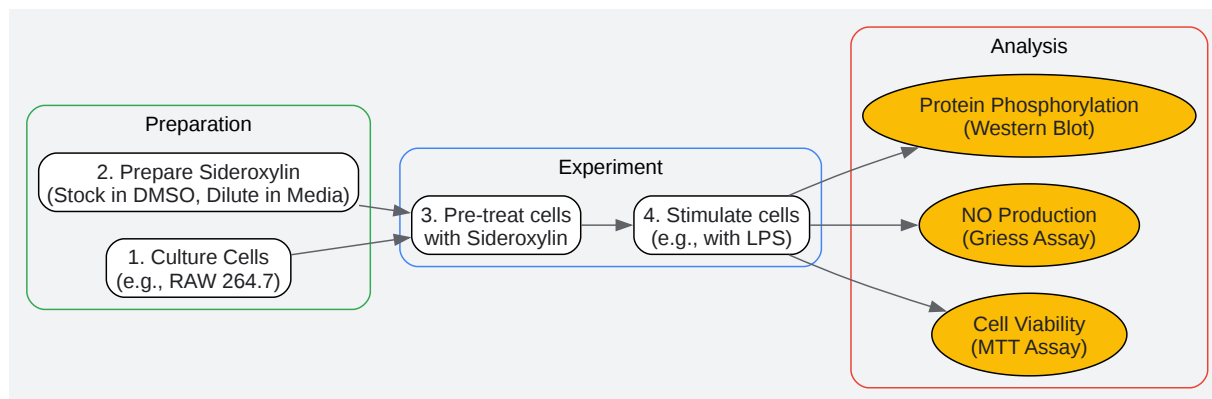 Preparation
2. Prepare Sideroxylin
(Stock in DMSO, Dilute in Media)
1. Culture Cells
(e.g., RAW 264.7)
Experiment
3. Pre-treat cells
with Sideroxylin
4. Stimulate cells
(e.g., with LPS)
Analysis
Protein Phosphorylation
(Western Blot)
NO Production
(Griess Assay)
Cell Viability
(MTT Assay)